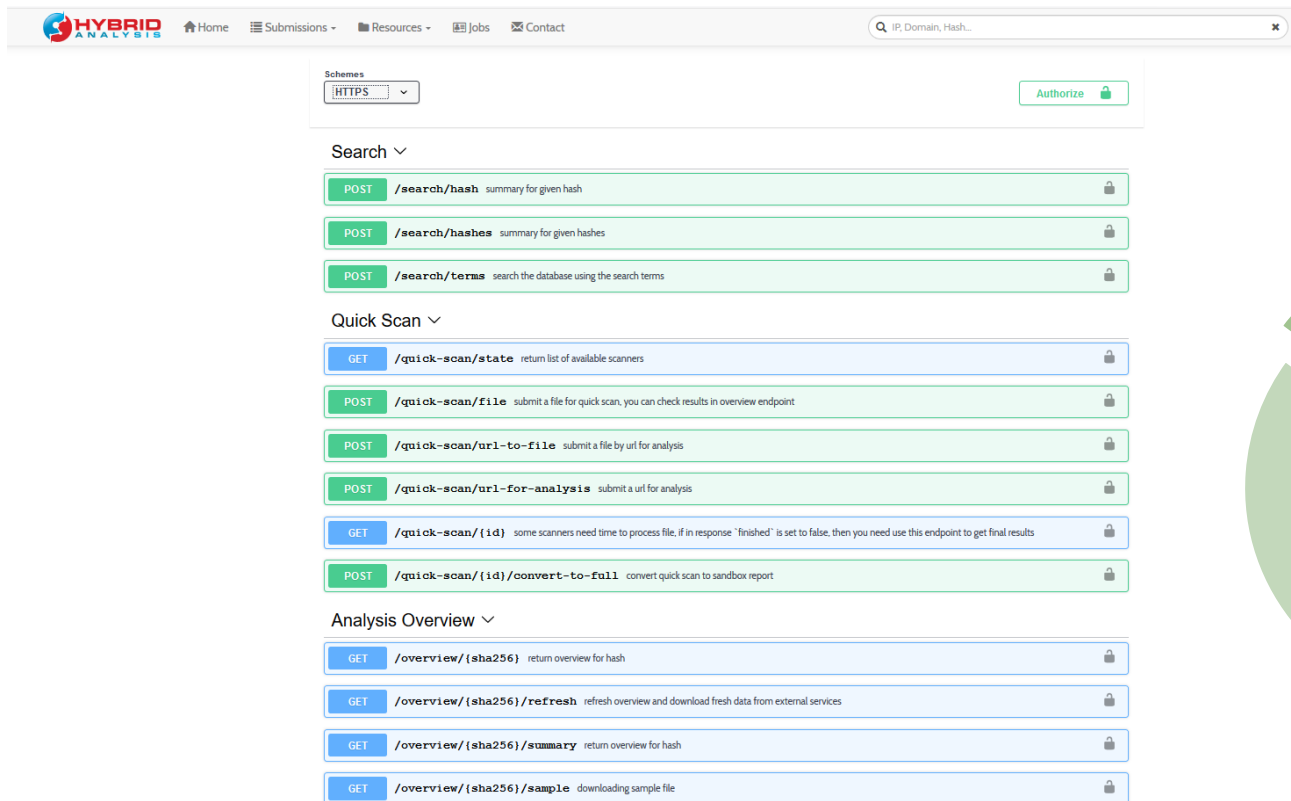 HYBRID
ANALYSIS
Home Submissions Resources Jobs Contact IP, Domain, Hash...
Schemes
HTTPS
Authorize
Search
POST /search/hash summary for given hash
POST /search/hashes summary for given hashes
POST /search/terms search the database using the search terms
Quick Scan
GET /quick-scan/state return list of available scanners
POST /quick-scan/file submit a file for quick scan, you can check results in overview endpoint
POST /quick-scan/url-to-file submit a file by url for analysis
POST /quick-scan/url-for-analysis submit a url for analysis
GET /quick-scan/{id} some scanners need time to process file, if in response `finished` is set to false, then you need use this endpoint to get final results
POST /quick-scan/{id}/convert-to-full convert quick scan to sandbox report
Analysis Overview
GET /overview/{sha256} return overview for hash
GET /overview/{sha256}/refresh refresh overview and download fresh data from external services
GET /overview/{sha256}/summary return overview for hash
GET /overview/{sha256}/sample downloading sample file